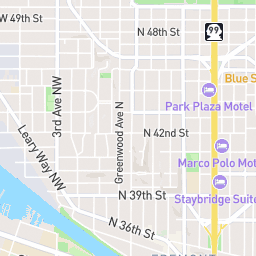 W 49th St
N 48th St
99
Blue S
3rd Ave NW
Park Plaza Motel
Greenwood Ave N
N 42nd St
Leary Way NW
Marco Polo Mote
N 39th St
Staybridge Suite
N 36th St